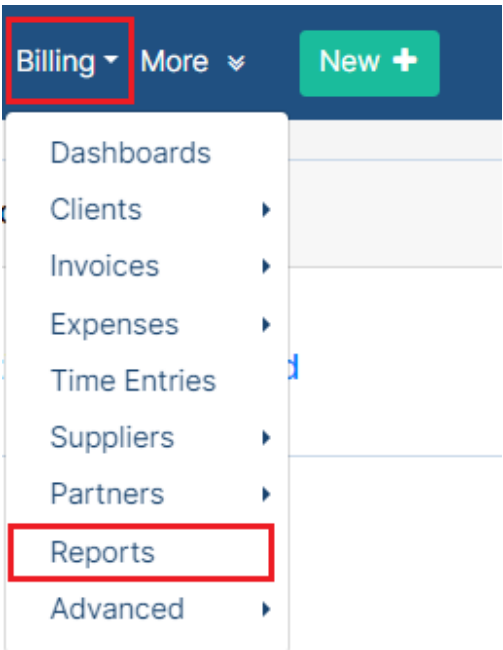 Billing More New +
Dashboards
Clients
Invoices
Expenses
Time Entries
Suppliers
Partners
Reports
Advanced